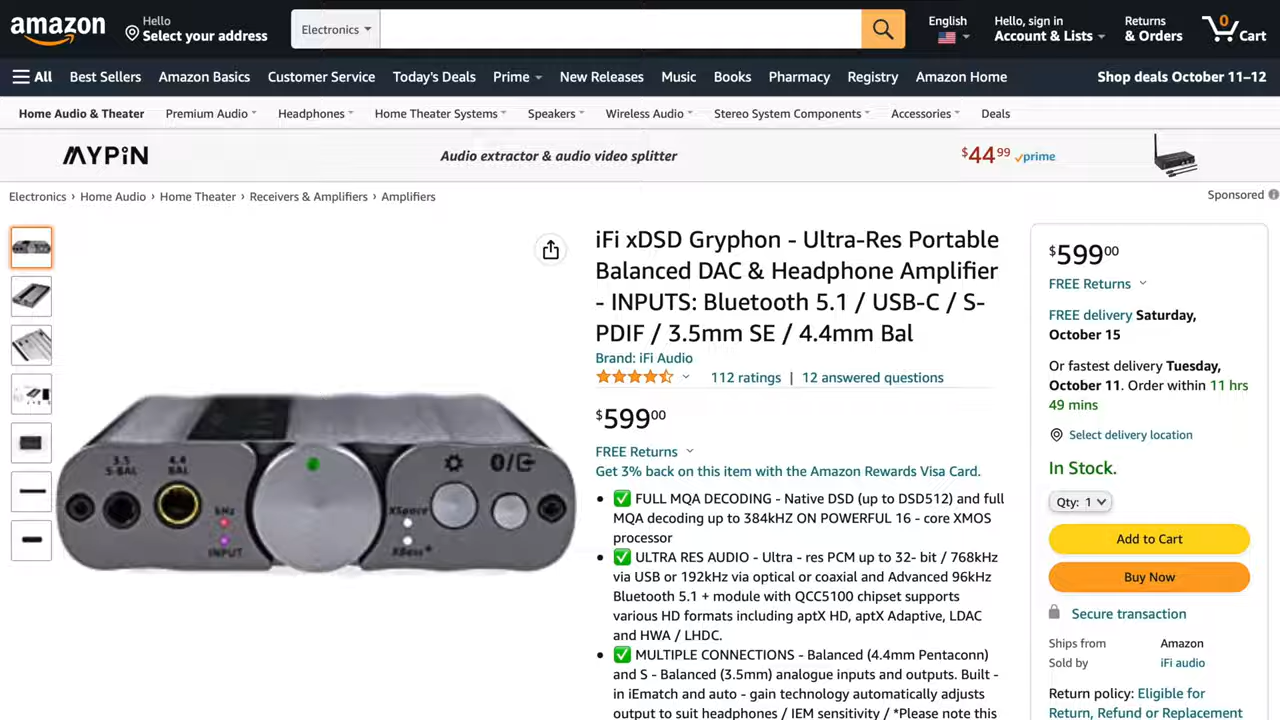 amazon
Hello
Select your address
Electronics
English
Hello, sign in
Account & Lists
Returns
& Orders
0
Cart
All
Best Sellers
Amazon Basics
Customer Service
Today's Deals
Prime
New Releases
Music
Books
Pharmacy
Registry
Amazon Home
Shop deals October 11–12
Home Audio & Theater
Premium Audio
Headphones
Home Theater Systems
Speakers
Wireless Audio
Stereo System Components
Accessories
Deals
MYPiN
Audio extractor & audio video splitter
$44 99 prime
Electronics › Home Audio › Home Theater › Receivers & Amplifiers › Amplifiers
Sponsored
iFi xDSD Gryphon - Ultra-Res Portable
Balanced DAC & Headphone Amplifier
- INPUTS: Bluetooth 5.1 / USB-C / S-
PDIF / 3.5mm SE / 4.4mm Bal
Brand: iFi Audio
112 ratings | 12 answered questions
$599 00
FREE Returns
Get 3% back on this item with the Amazon Rewards Visa Card.
• ✅ FULL MQA DECODING - Native DSD (up to DSD512) and full
MQA decoding up to 384kHZ ON POWERFUL 16 - core XMOS
processor
• ✅ ULTRA RES AUDIO - Ultra - res PCM up to 32- bit / 768kHz
via USB or 192kHz via optical or coaxial and Advanced 96kHz
Bluetooth 5.1 + module with QCC5100 chipset supports
various HD formats including aptX HD, aptX Adaptive, LDAC
and HWA / LHDC.
• ✅ MULTIPLE CONNECTIONS - Balanced (4.4mm Pentaconn)
and S - Balanced (3.5mm) analogue inputs and outputs. Built -
in iEmatch and auto - gain technology automatically adjusts
output to suit headphones / IEM sensitivity / *Please note this
3.5
S-BAL
4.4
BAL
kHz
INPUT
XSpace
XBass+
$599 00
FREE Returns
FREE delivery Saturday,
October 15
Or fastest delivery Tuesday,
October 11. Order within 11 hrs
49 mins
Select delivery location
In Stock.
Qty: 1
Add to Cart
Buy Now
Secure transaction
Ships from Amazon
Sold by iFi audio
Return policy: Eligible for
Return, Refund or Replacement